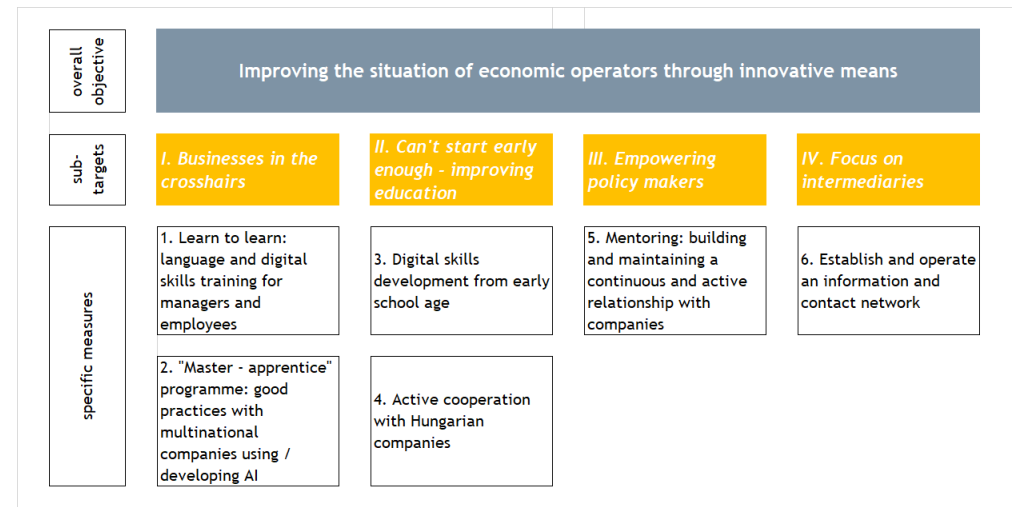 overall
objective
Improving the situation of economic operators through innovative means
sub-
targets
I. Businesses in the
crosshairs
II. Can't start early
enough - improving
education
III. Empowering
policy makers
IV. Focus on
intermediaries
specific measures
1. Learn to learn:
language and digital
skills training for
managers and
employees
3. Digital skills
development from early
school age
5. Mentoring: building
and maintaining a
continuous and active
relationship with
companies
6. Establish and operate
an information and
contact network
2. "Master - apprentice"
programme: good
practices with
multinational
companies using /
developing AI
4. Active cooperation
with Hungarian
companies